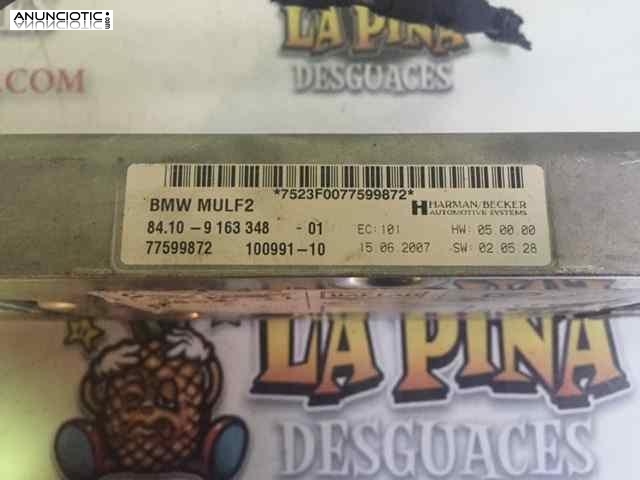 ANUNCIOTIC.com
LA PIÑA
DESGUACES
.COM
*7523F0077599872*
BMW MULF2
HARMAN/BECKER
AUTOMOTIVE SYSTEMS
84.10 - 9 163 348 - 01 EC:101 HW: 05.00.00
77599872 100991-10 15.06.2007 SW: 02.05.28
LA PIÑA
DESGUACES